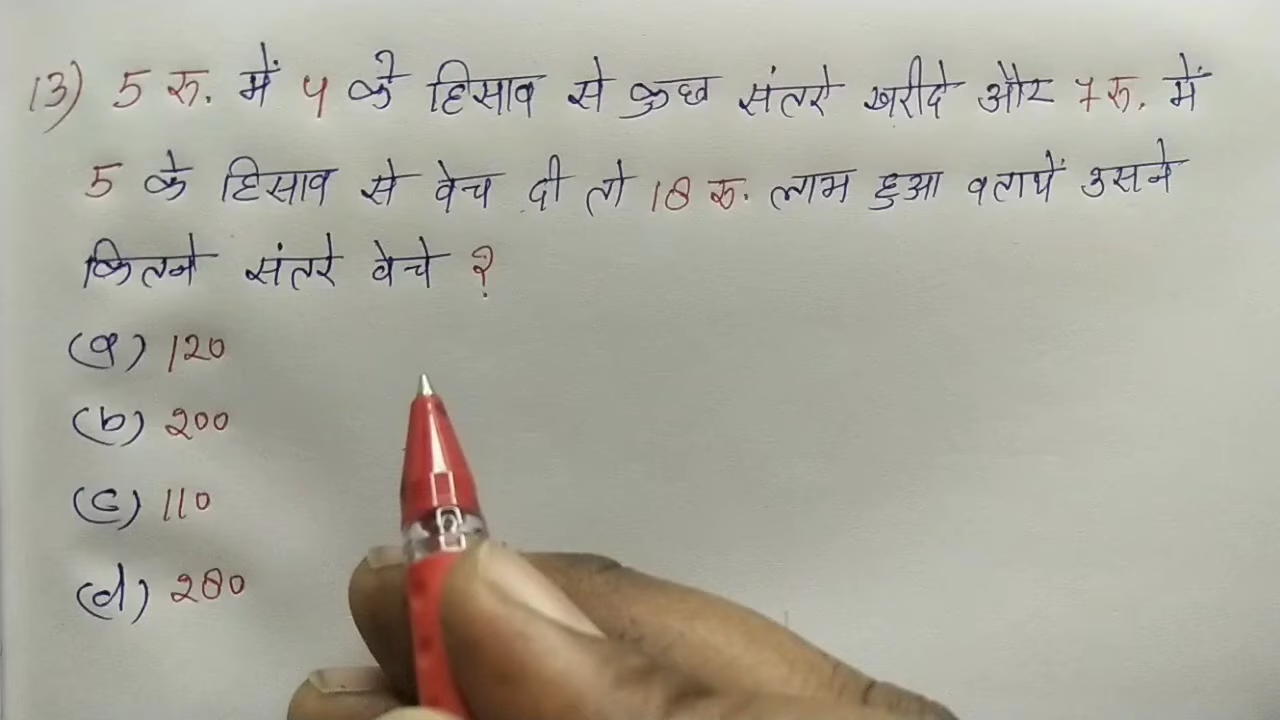 13) 5 रु. में 4 के हिसाब से कुछ संतरे खरीदे और 7 रु. में
5 के हिसाब से बेच दी तो 18 रु. लाभ हुआ बतायें उसने
कितने संतरे बेचे ?
(a) 120
(b) 200
(c) 110
(d) 280